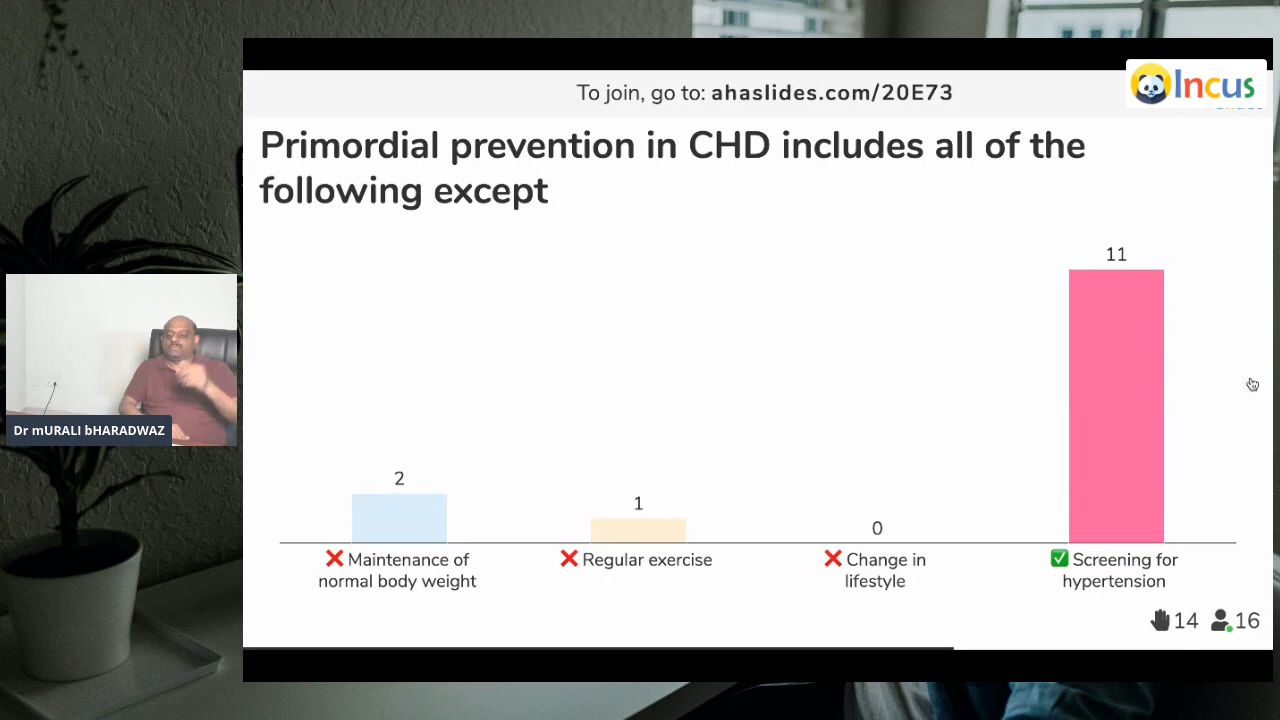 To join, go to: ahaslides.com/20E73
Incus
Primordial prevention in CHD includes all of the
following except
11
2
1
0
❌ Maintenance of
normal body weight
❌ Regular exercise
❌ Change in
lifestyle
✅ Screening for
hypertension
14 16
Dr mURALI bHARADWAZ